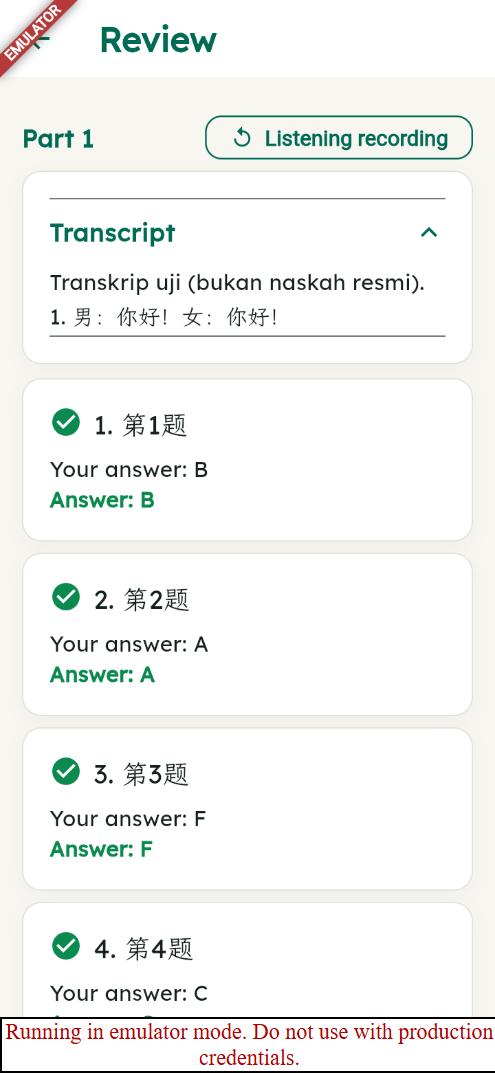 EMULATOR
Review
Part 1
Listening recording
Transcript
Transkrip uji (bukan naskah resmi).
1. 男：你好！女：你好！
1. 第1题
Your answer: B
Answer: B
2. 第2题
Your answer: A
Answer: A
3. 第3题
Your answer: F
Answer: F
4. 第4题
Your answer: C
Running in emulator mode. Do not use with production
credentials.